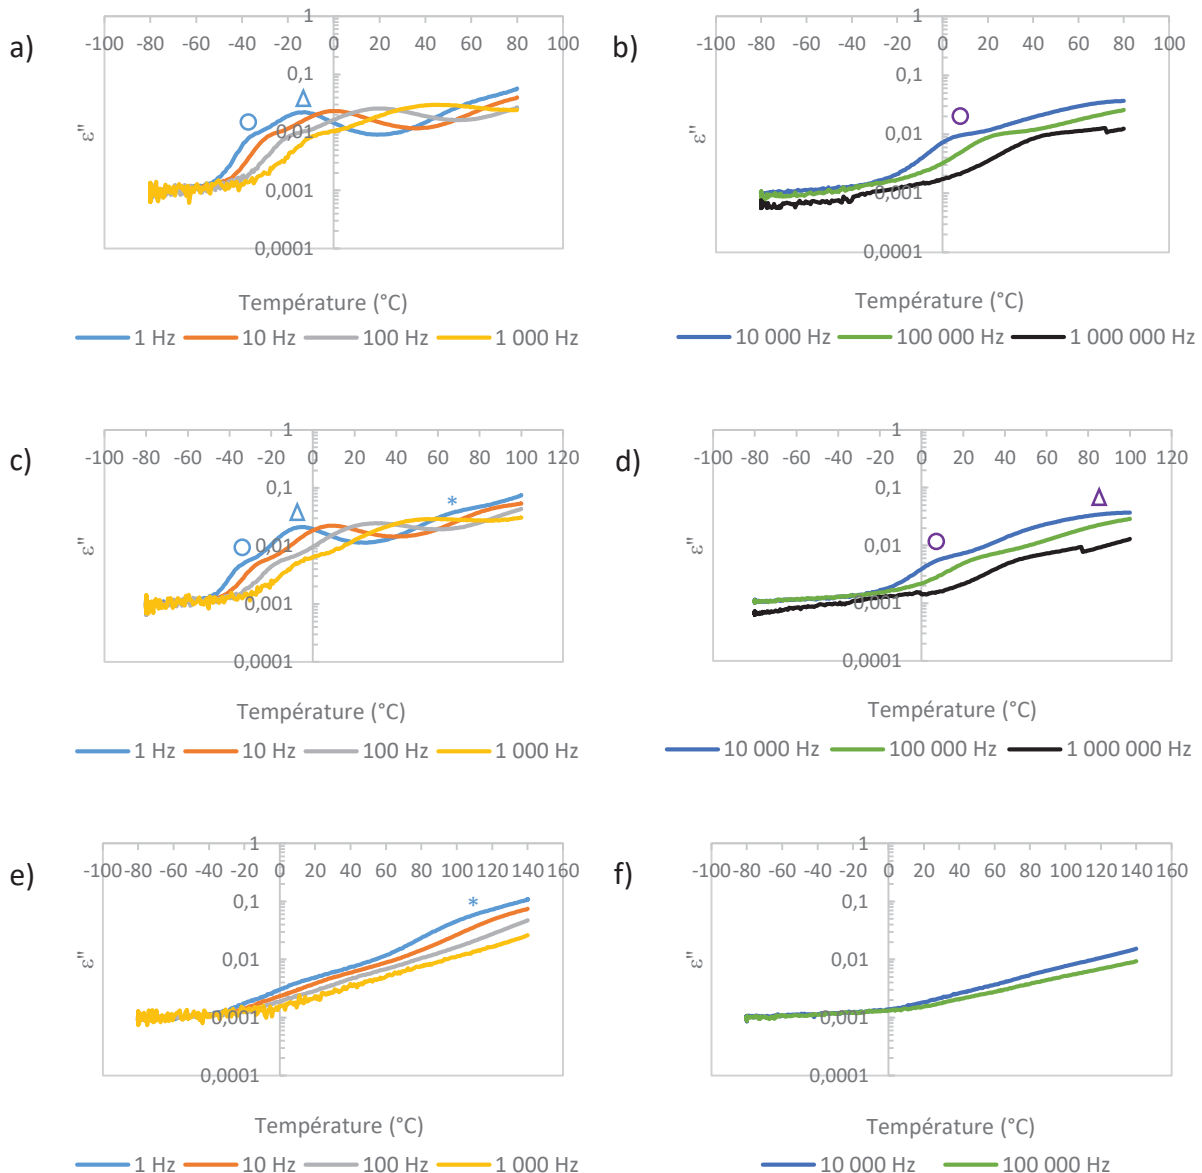 a)
1
-100 -80 -60 -40 -20 0 20 40 60 80 100
0,1
0,01
0,001
0,0001
ε''
Température (°C)
1 Hz 10 Hz 100 Hz 1 000 Hz
b)
1
-100 -80 -60 -40 -20 0 20 40 60 80 100
0,1
0,01
0,001
0,0001
ε''
Température (°C)
10 000 Hz 100 000 Hz 1 000 000 Hz
c)
1
-100 -80 -60 -40 -20 0 20 40 60 80 100 120
0,1
*
0,01
0,001
0,0001
ε''
Température (°C)
1 Hz 10 Hz 100 Hz 1 000 Hz
d)
1
-100 -80 -60 -40 -20 0 20 40 60 80 100 120
0,1
0,01
0,001
0,0001
ε''
Température (°C)
10 000 Hz 100 000 Hz 1 000 000 Hz
e)
1
-100 -80 -60 -40 -20 0 20 40 60 80 100 120 140 160
0,1
*
0,01
0,001
0,0001
ε''
Température (°C)
1 Hz 10 Hz 100 Hz 1 000 Hz
f)
1
-100 -80 -60 -40 -20 0 20 40 60 80 100 120 140 160
0,1
0,01
0,001
0,0001
ε''
Température (°C)
10 000 Hz 100 000 Hz